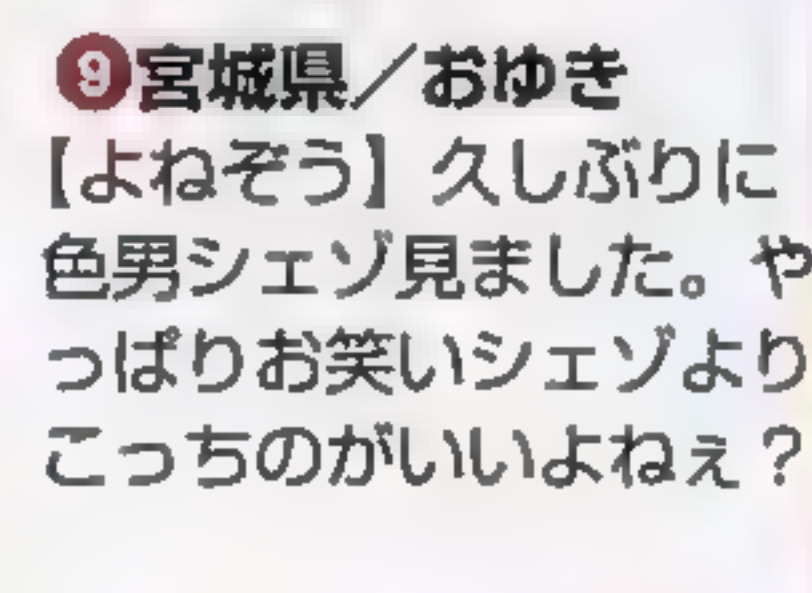 ❾宮城県／おゆき
【よねぞう】久しぶりに
色男シェゾ見ました。や
っぱりお笑いシェゾより
こっちのがいいよねぇ？